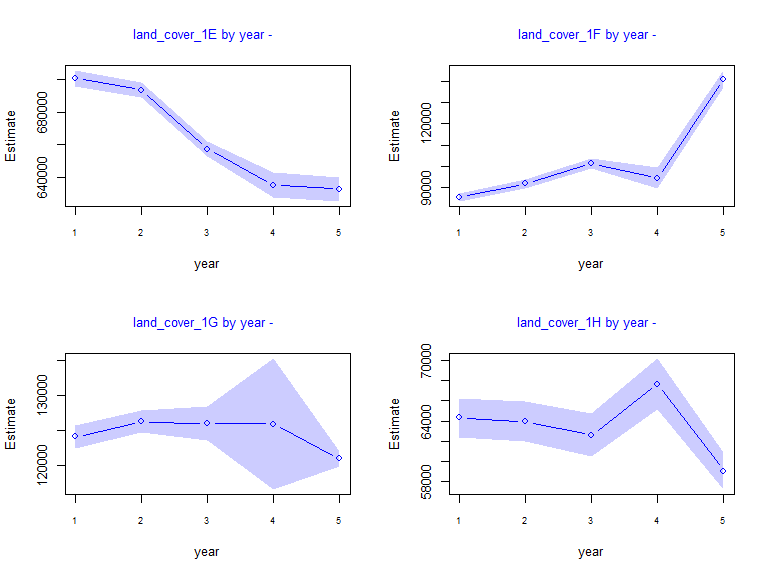 land_cover_1E by year -
Estimate
640000 680000
1 2 3 4 5
year
land_cover_1F by year -
Estimate
90000 120000
1 2 3 4 5
year
land_cover_1G by year -
Estimate
120000 130000
1 2 3 4 5
year
land_cover_1H by year -
Estimate
58000 64000 70000
1 2 3 4 5
year